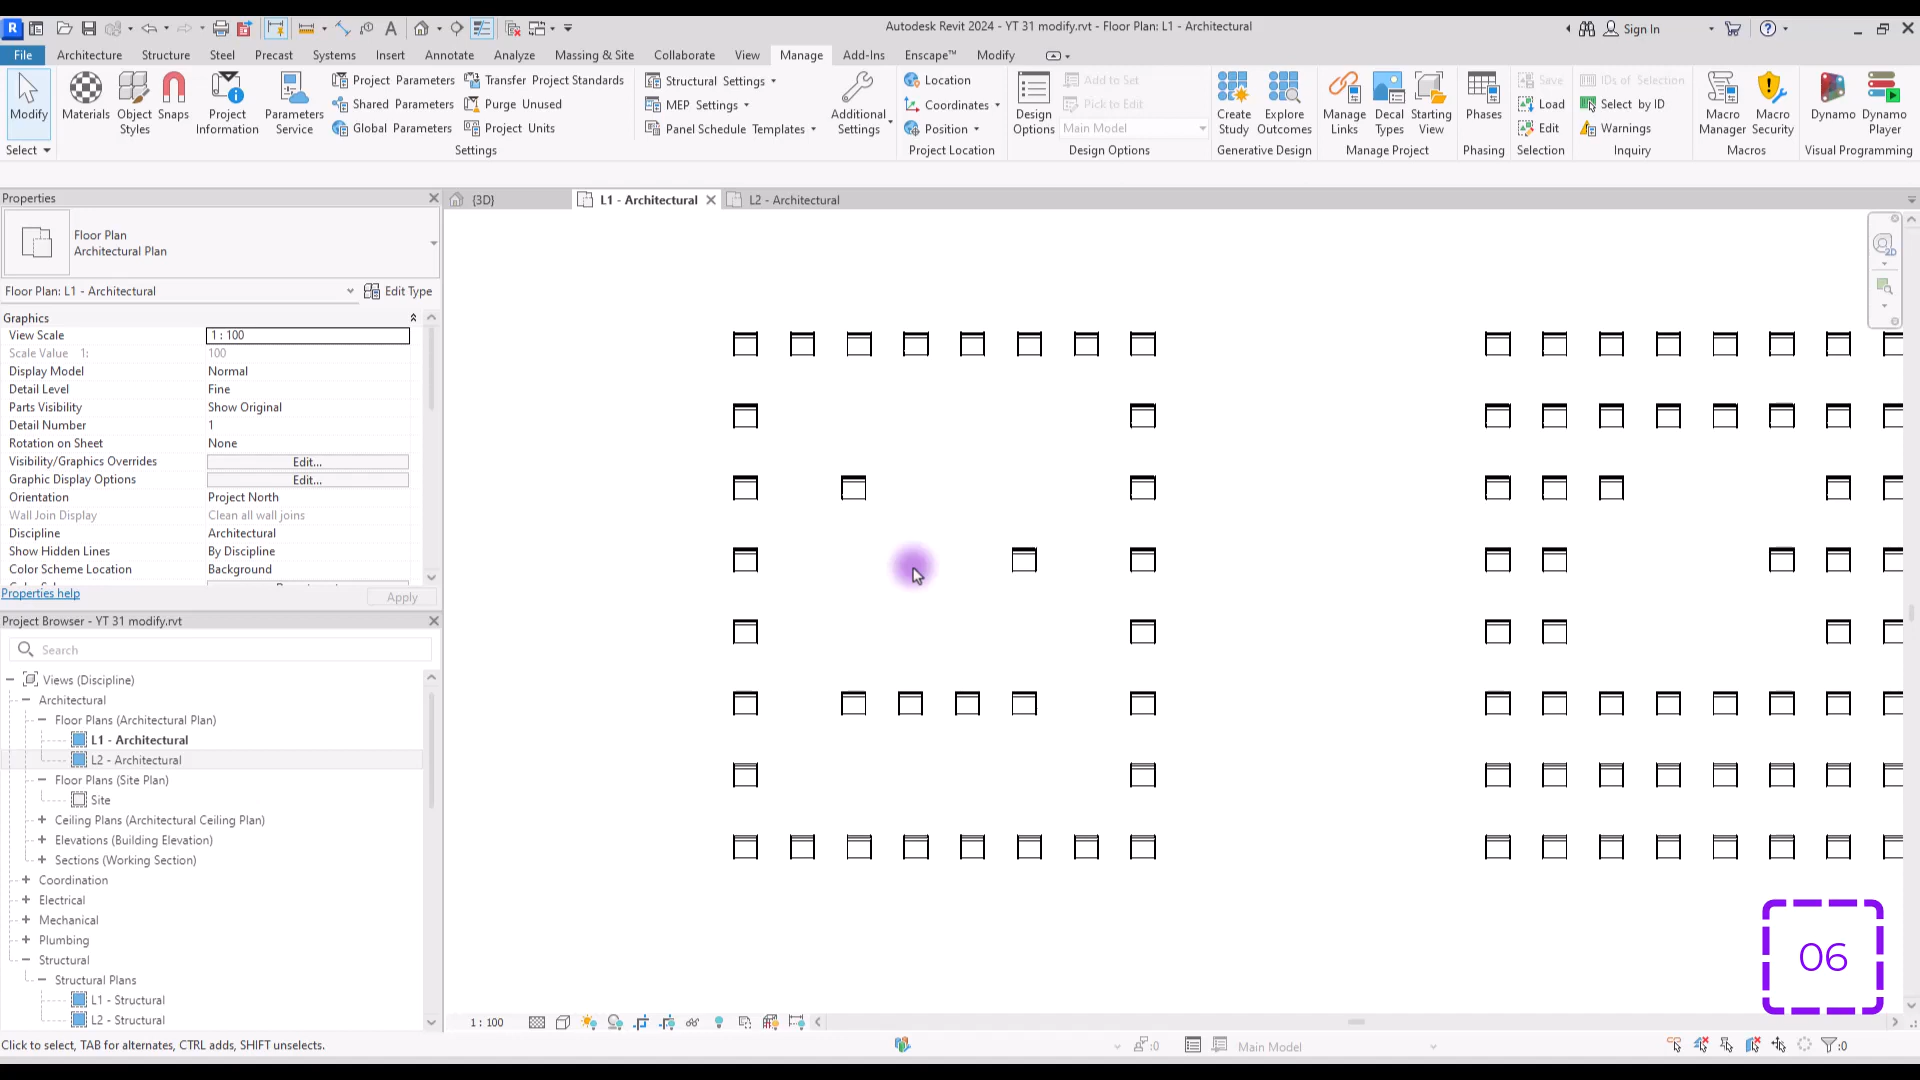 Autodesk Revit 2024 - YT 31 modify.rvt - Floor Plan: L1 - Architectural
Sign In
File Architecture Structure Steel Precast Systems Insert Annotate Analyze Massing & Site Collaborate View Manage Add-Ins Enscape™ Modify
Modify
Materials
Object Styles
Snaps
Project Information
Parameters Service
Project Parameters
Shared Parameters
Global Parameters
Transfer Project Standards
Purge Unused
Project Units
Structural Settings
MEP Settings
Panel Schedule Templates
Additional Settings
Location
Coordinates
Position
Design Options
Add to Set
Pick to Edit
Main Model
Create Study
Explore Outcomes
Manage Links
Decal Types
Starting View
Phases
Save
Load
Edit
IDs of Selection
Select by ID
Warnings
Macro Manager
Macro Security
Dynamo
Dynamo Player
Select
Settings
Project Location
Design Options
Generative Design
Manage Project
Phasing
Selection
Inquiry
Macros
Visual Programming
Properties
{3D}
L1 - Architectural
L2 - Architectural
Floor Plan
Architectural Plan
Floor Plan: L1 - Architectural
Edit Type
Graphics
View Scale 1 : 100
Scale Value 1: 100
Display Model Normal
Detail Level Fine
Parts Visibility Show Original
Detail Number 1
Rotation on Sheet None
Visibility/Graphics Overrides Edit...
Graphic Display Options Edit...
Orientation Project North
Wall Join Display Clean all wall joins
Discipline Architectural
Show Hidden Lines By Discipline
Color Scheme Location Background
Properties help
Apply
Project Browser - YT 31 modify.rvt
Search
Views (Discipline)
Architectural
Floor Plans (Architectural Plan)
L1 - Architectural
L2 - Architectural
Floor Plans (Site Plan)
Site
Ceiling Plans (Architectural Ceiling Plan)
Elevations (Building Elevation)
Sections (Working Section)
Coordination
Electrical
Mechanical
Plumbing
Structural
Structural Plans
L1 - Structural
L2 - Structural
2D
06
1 : 100
Click to select, TAB for alternates, CTRL adds, SHIFT unselects.
:0
Main Model
:0